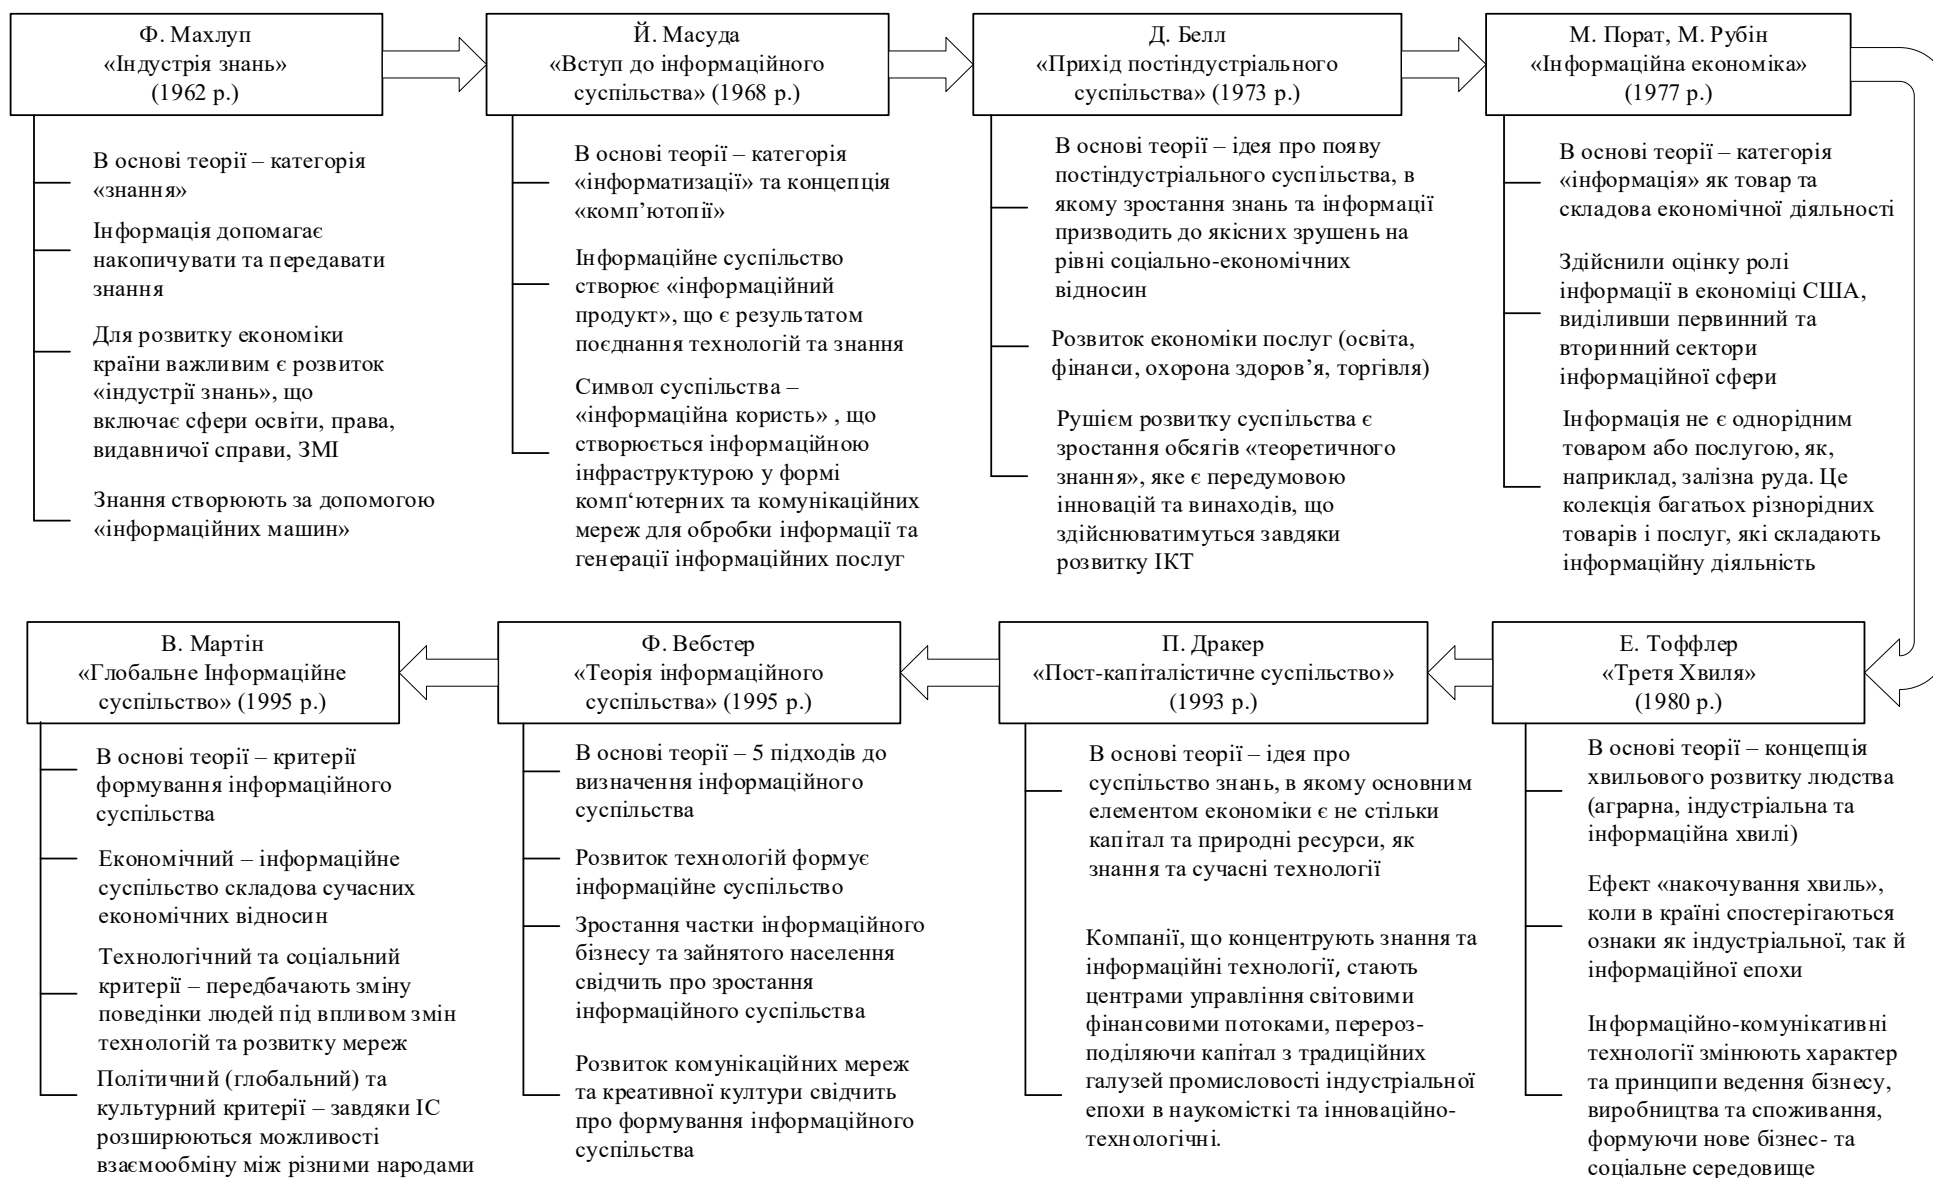 Ф. Махлуп
«Індустрія знань»
(1962 р.)
В основі теорії – категорія
«знання»
Інформація допомагає
накопичувати та передавати
знання
Для розвитку економіки
країни важливим є розвиток
«індустрії знань», що
включає сфери освіти, права,
видавничої справи, ЗМІ
Знання створюють за допомогою
«інформаційних машин»
Й. Масуда
«Вступ до інформаційного
суспільства» (1968 р.)
В основі теорії – категорія
«інформатизації» та концепція
«комп’ютопії»
Інформаційне суспільство
створює «інформаційний
продукт», що є результатом
поєднання технологій та знання
Символ суспільства –
«інформаційна користь» , що
створюється інформаційною
інфраструктурою у формі
комп‘ютерних та комунікаційних
мереж для обробки інформації та
генерації інформаційних послуг
Д. Белл
«Прихід постіндустріального
суспільства» (1973 р.)
В основі теорії – ідея про появу
постіндустріального суспільства, в
якому зростання знань та інформації
призводить до якісних зрушень на
рівні соціально-економічних
відносин
Розвиток економіки послуг (освіта,
фінанси, охорона здоров’я, торгівля)
Рушієм розвитку суспільства є
зростання обсягів «теоретичного
знання», яке є передумовою
інновацій та винаходів, що
здійснюватимуться завдяки
розвитку ІКТ
М. Порат, М. Рубін
«Інформаційна економіка»
(1977 р.)
В основі теорії – категорія
«інформація» як товар та
складова економічної діяльності
Здійснили оцінку ролі
інформації в економіці США,
виділивши первинний та
вторинний сектори
інформаційної сфери
Інформація не є однорідним
товаром або послугою, як,
наприклад, залізна руда. Це
колекція багатьох різнорідних
товарів і послуг, які складають
інформаційну діяльність
Е. Тоффлер
«Третя Хвиля»
(1980 р.)
В основі теорії – концепція
хвильового розвитку людства
(аграрна, індустріальна та
інформаційна хвилі)
Ефект «накочування хвиль»,
коли в країні спостерігаються
ознаки як індустріальної, так й
інформаційної епохи
Інформаційно-комунікативні
технології змінюють характер
та принципи ведення бізнесу,
виробництва та споживання,
формуючи нове бізнес- та
соціальне середовище
П. Дракер
«Пост-капіталістичне суспільство»
(1993 р.)
В основі теорії – ідея про
суспільство знань, в якому основним
елементом економіки є не стільки
капітал та природні ресурси, як
знання та сучасні технології
Компанії, що концентрують знання та
інформаційні технології, стають
центрами управління світовими
фінансовими потоками, перероз-
поділяючи капітал з традиційних
галузей промисловості індустріальної
епохи в наукомісткі та інноваційно-
технологічні.
Ф. Вебстер
«Теорія інформаційного
суспільства» (1995 р.)
В основі теорії – 5 підходів до
визначення інформаційного
суспільства
Розвиток технологій формує
інформаційне суспільство
Зростання частки інформаційного
бізнесу та зайнятого населення
свідчить про зростання
інформаційного суспільства
Розвиток комунікаційних мереж
та креативної култури свідчить
про формування інформаційного
суспільства
В. Мартін
«Глобальне Інформаційне
суспільство» (1995 р.)
В основі теорії – критерії
формування інформаційного
суспільства
Економічний – інформаційне
суспільство складова сучасних
економічних відносин
Технологічний та соціальний
критерії – передбачають зміну
поведінки людей під впливом змін
технологій та розвитку мереж
Політичний (глобальний) та
культурний критерії – завдяки ІС
розширюються можливості
взаємообміну між різними народами